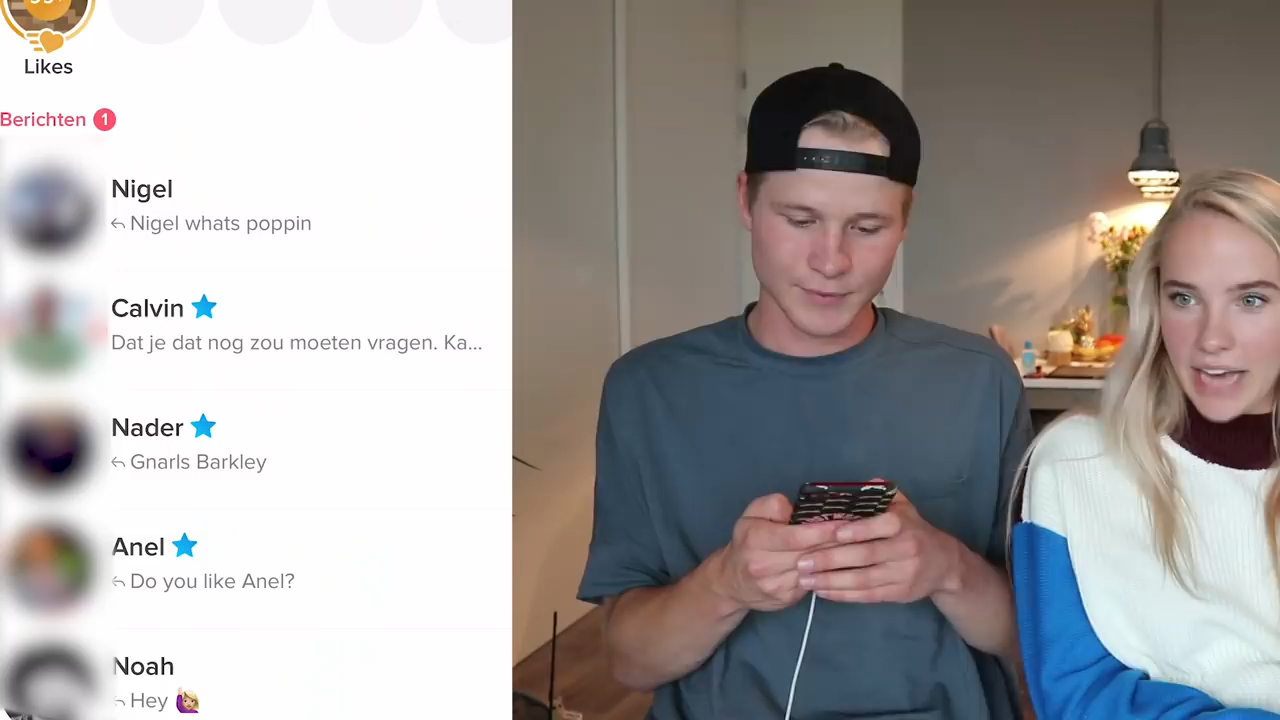 Likes
Berichten 1
Nigel
Nigel whats poppin
Calvin
Dat je dat nog zou moeten vragen. Ka...
Nader
Gnarls Barkley
Anel
Do you like Anel?
Noah
Hey 🙋🏼‍♀️